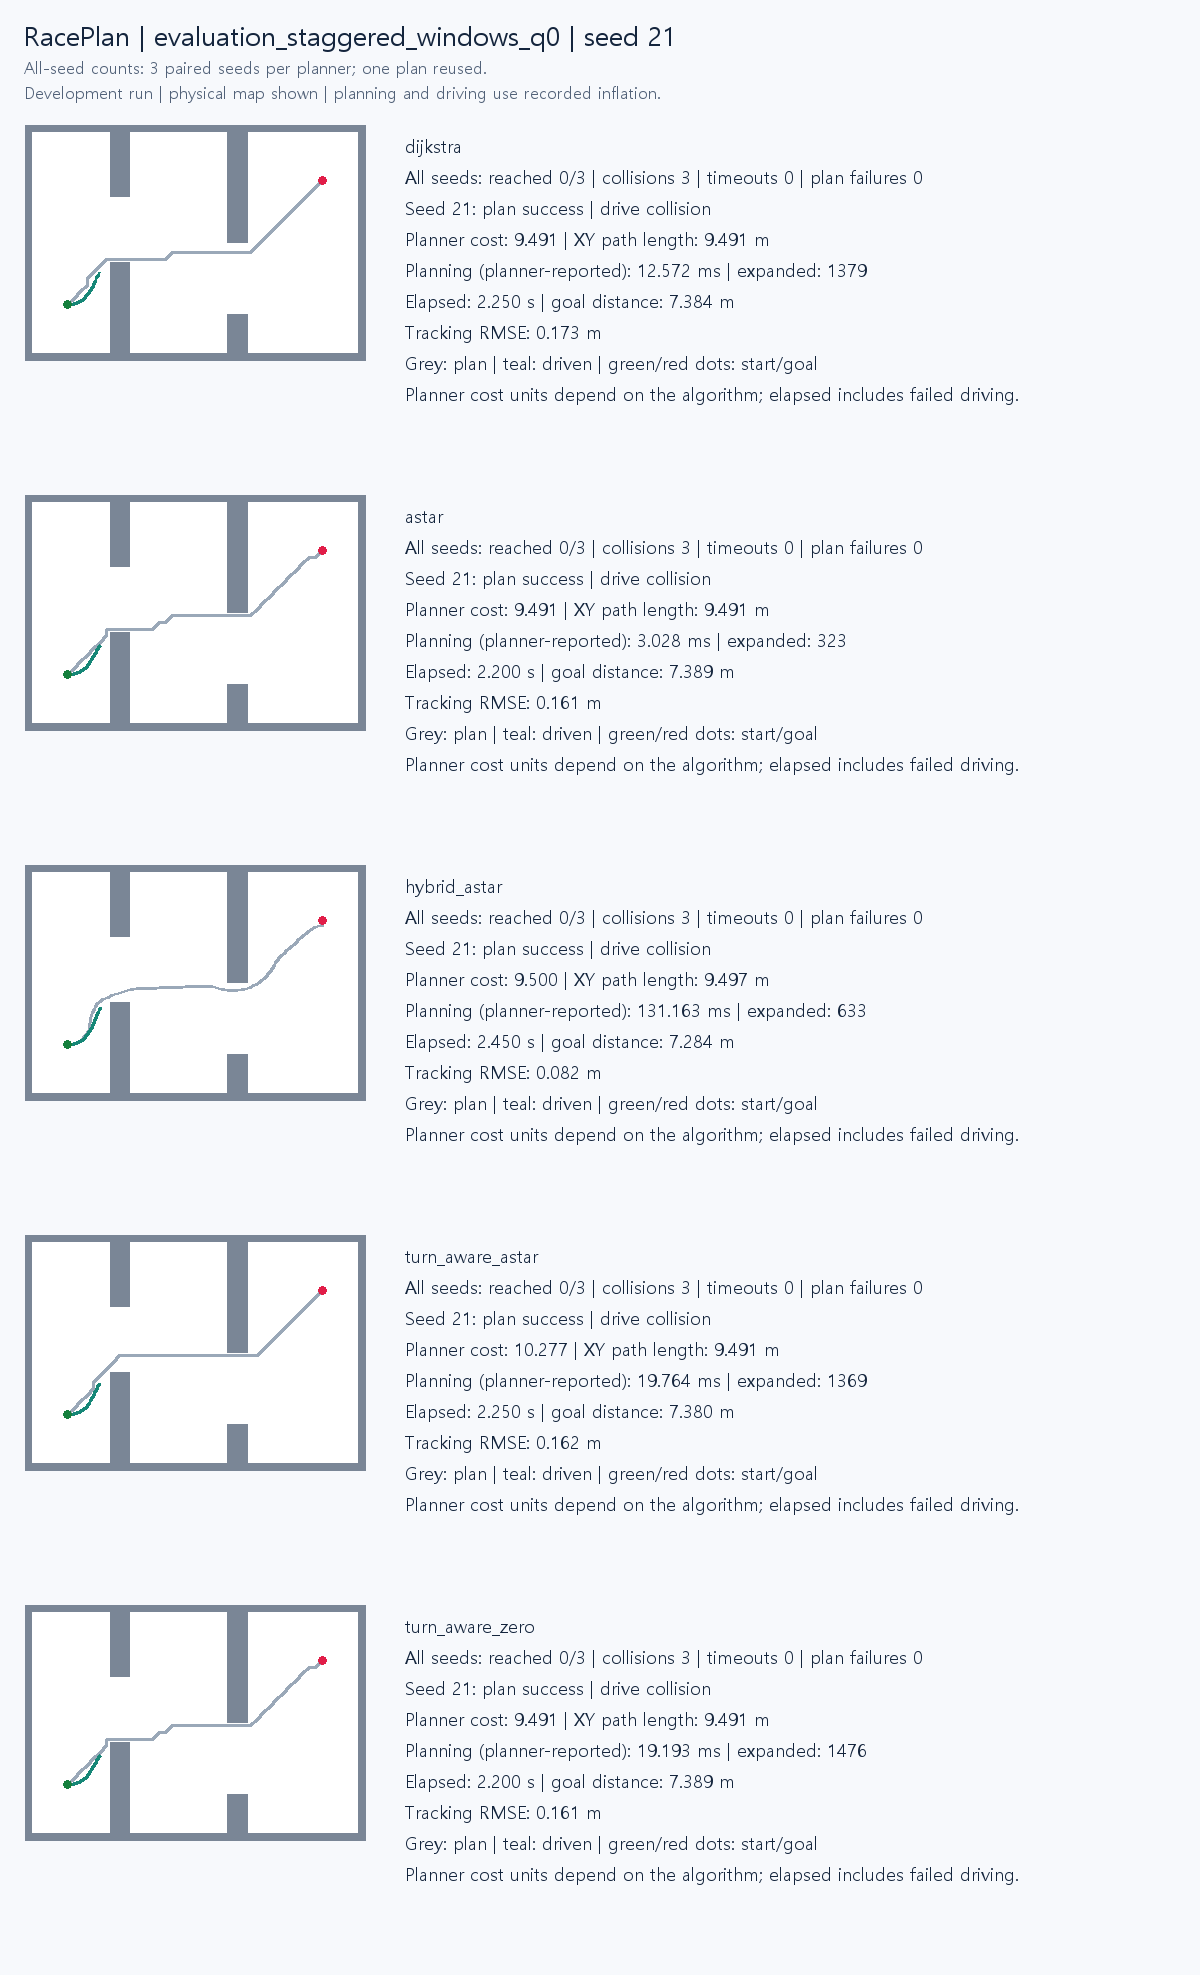 RacePlan | evaluation_staggered_windows_q0 | seed 21
All-seed counts: 3 paired seeds per planner; one plan reused.
Development run | physical map shown | planning and driving use recorded inflation.
dijkstra
All seeds: reached 0/3 | collisions 3 | timeouts 0 | plan failures 0
Seed 21: plan success | drive collision
Planner cost: 9.491 | XY path length: 9.491 m
Planning (planner-reported): 12.572 ms | expanded: 1379
Elapsed: 2.250 s | goal distance: 7.384 m
Tracking RMSE: 0.173 m
Grey: plan | teal: driven | green/red dots: start/goal
Planner cost units depend on the algorithm; elapsed includes failed driving.
astar
All seeds: reached 0/3 | collisions 3 | timeouts 0 | plan failures 0
Seed 21: plan success | drive collision
Planner cost: 9.491 | XY path length: 9.491 m
Planning (planner-reported): 3.028 ms | expanded: 323
Elapsed: 2.200 s | goal distance: 7.389 m
Tracking RMSE: 0.161 m
Grey: plan | teal: driven | green/red dots: start/goal
Planner cost units depend on the algorithm; elapsed includes failed driving.
hybrid_astar
All seeds: reached 0/3 | collisions 3 | timeouts 0 | plan failures 0
Seed 21: plan success | drive collision
Planner cost: 9.500 | XY path length: 9.497 m
Planning (planner-reported): 131.163 ms | expanded: 633
Elapsed: 2.450 s | goal distance: 7.284 m
Tracking RMSE: 0.082 m
Grey: plan | teal: driven | green/red dots: start/goal
Planner cost units depend on the algorithm; elapsed includes failed driving.
turn_aware_astar
All seeds: reached 0/3 | collisions 3 | timeouts 0 | plan failures 0
Seed 21: plan success | drive collision
Planner cost: 10.277 | XY path length: 9.491 m
Planning (planner-reported): 19.764 ms | expanded: 1369
Elapsed: 2.250 s | goal distance: 7.380 m
Tracking RMSE: 0.162 m
Grey: plan | teal: driven | green/red dots: start/goal
Planner cost units depend on the algorithm; elapsed includes failed driving.
turn_aware_zero
All seeds: reached 0/3 | collisions 3 | timeouts 0 | plan failures 0
Seed 21: plan success | drive collision
Planner cost: 9.491 | XY path length: 9.491 m
Planning (planner-reported): 19.193 ms | expanded: 1476
Elapsed: 2.200 s | goal distance: 7.389 m
Tracking RMSE: 0.161 m
Grey: plan | teal: driven | green/red dots: start/goal
Planner cost units depend on the algorithm; elapsed includes failed driving.